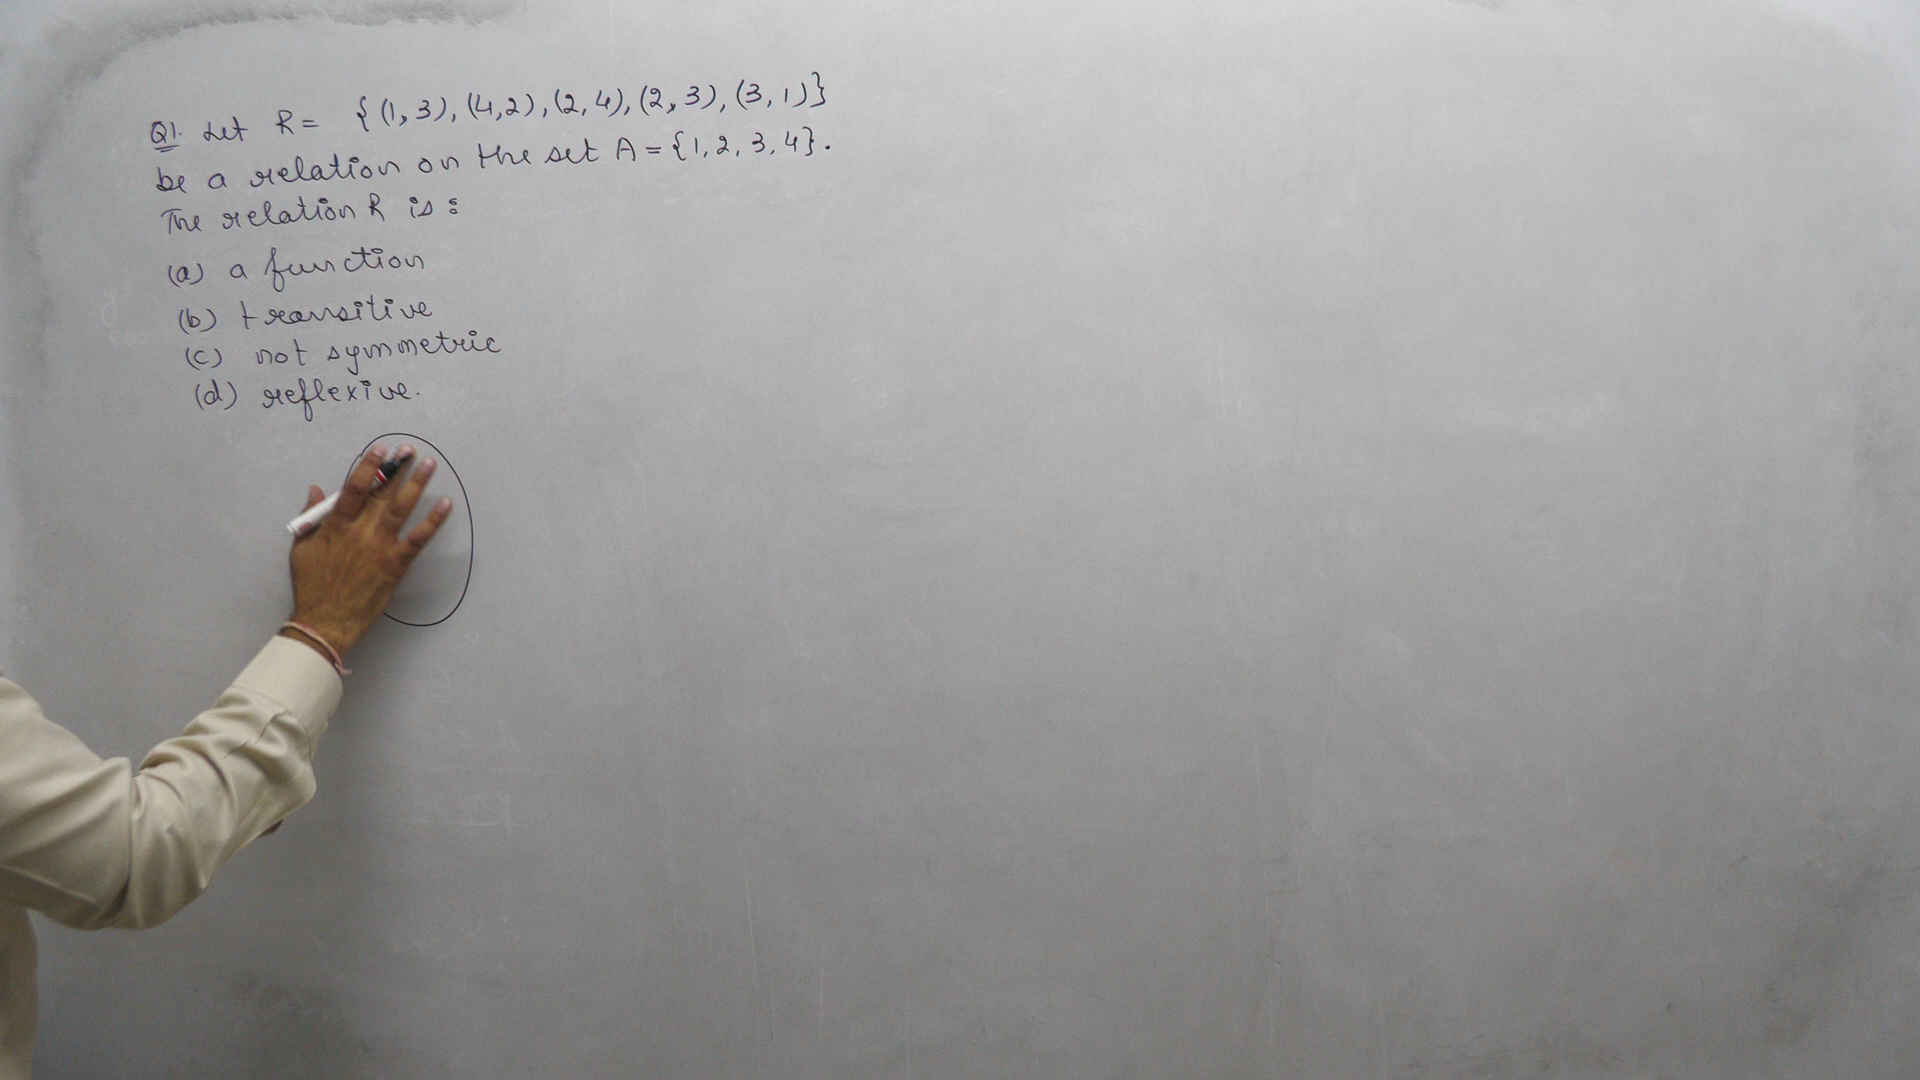 Q1. Let R = {(1,3), (4,2), (2,4), (2,3), (3,1)}
be a relation on the set A = {1, 2, 3, 4}.
The relation R is :
(a) a function
(b) transitive
(c) not symmetric
(d) reflexive.